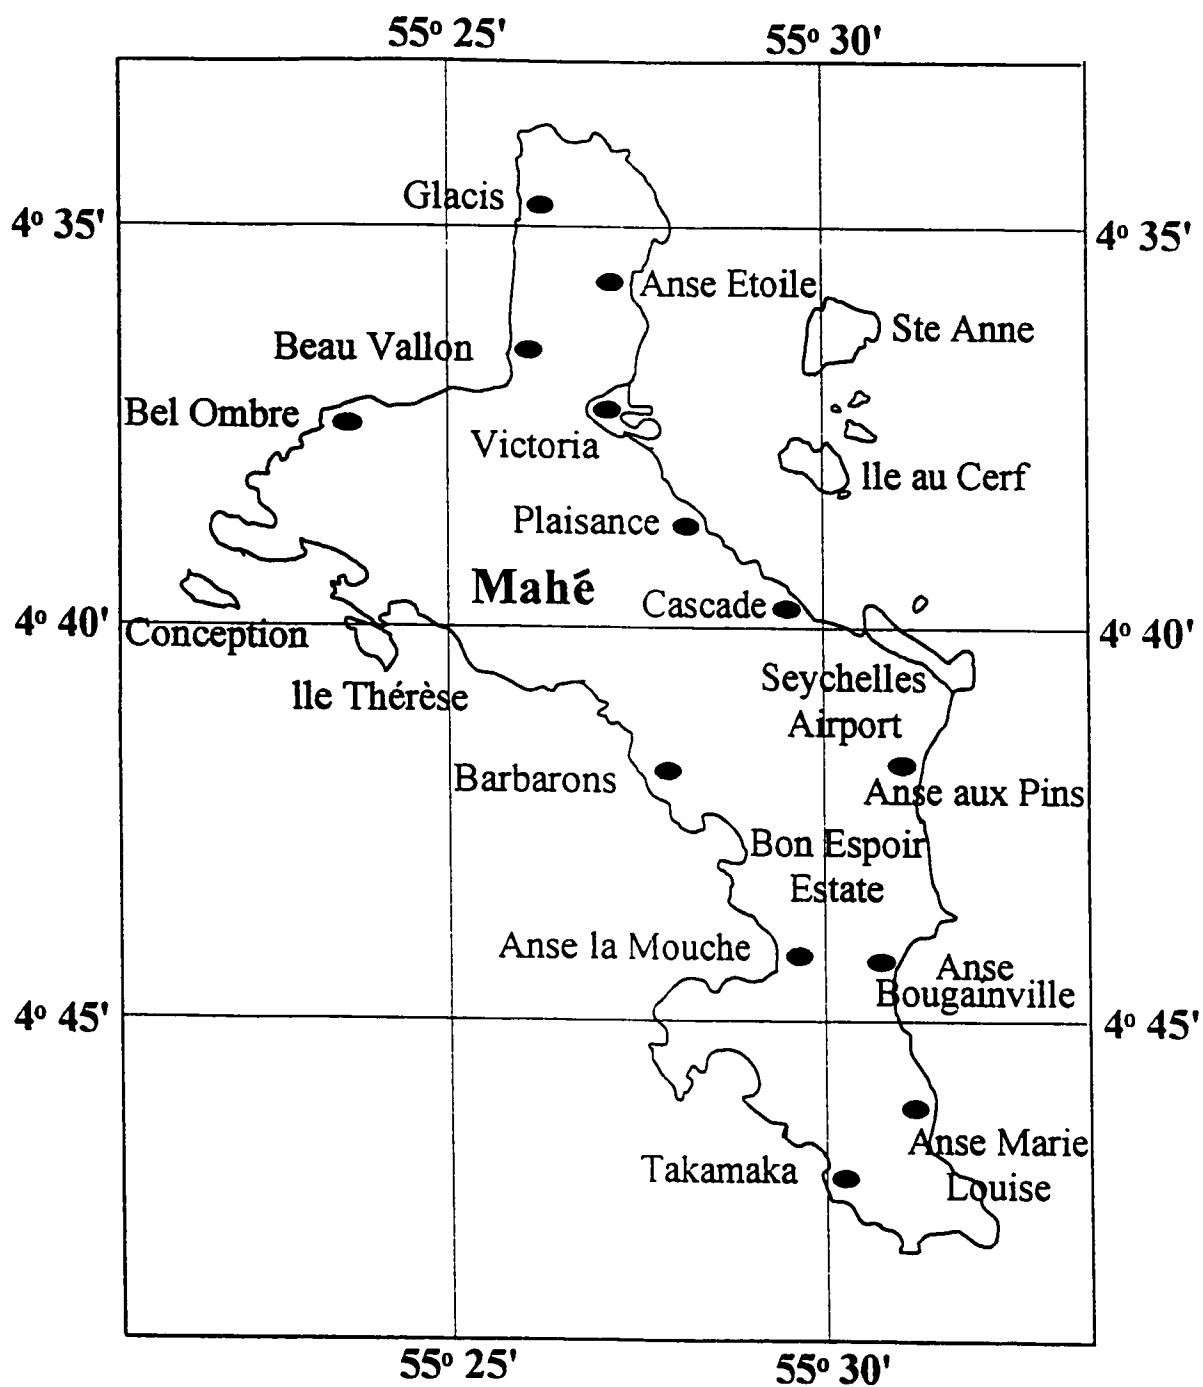 55º 25' 55º 30'
Glacis
4º 35' 4º 35'
Anse Etoile
Ste Anne
Beau Vallon
Bel Ombre
Victoria
Ile au Cerf
Plaisance
Mahé
Cascade
4º 40' 4º 40'
Conception
Seychelles
Airport
Ile Thérèse
Barbarons
Anse aux Pins
Bon Espoir
Estate
Anse la Mouche
Anse
Bougainville
4º 45' 4º 45'
Anse Marie
Louise
Takamaka
55º 25' 55º 30'